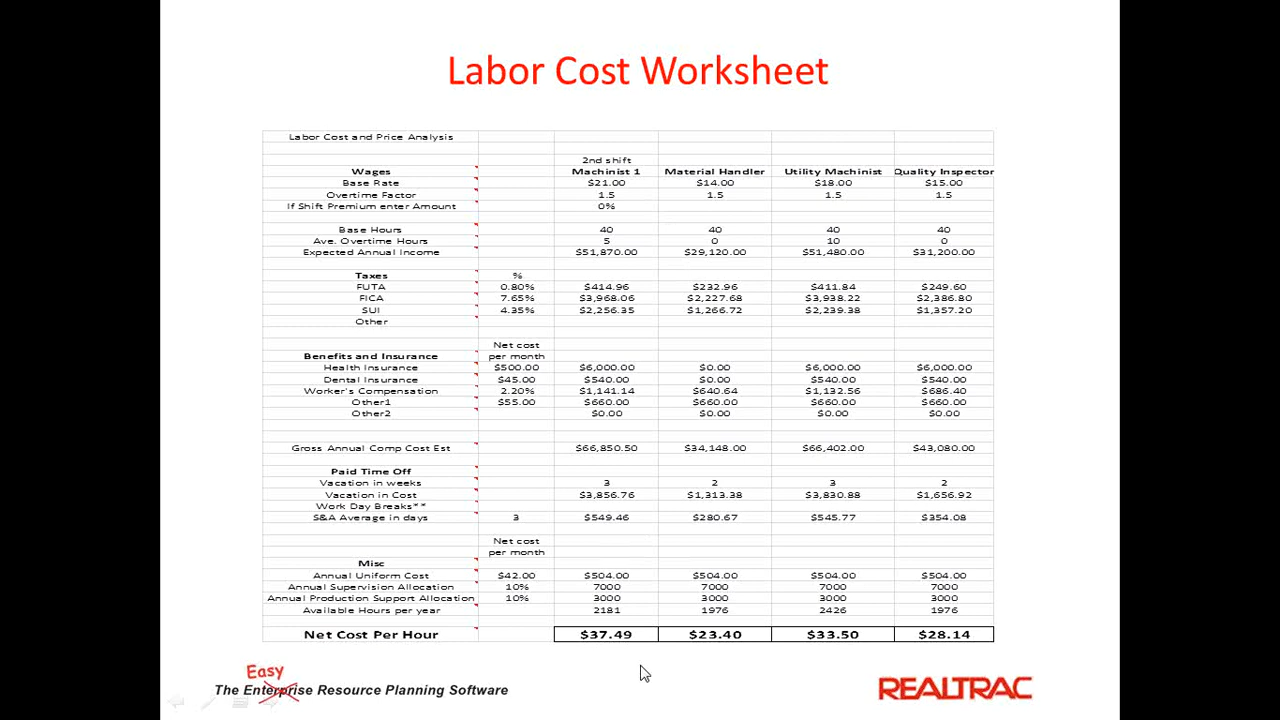 Labor Cost Worksheet
Labor Cost and Price Analysis
2nd shift
Wages Machinist 1 Material Handler Utility Machinist Quality Inspector
Base Rate $21.00 $14.00 $18.00 $15.00
Overtime Factor 1.5 1.5 1.5 1.5
If Shift Premium enter Amount 0%
Base Hours 40 40 40 40
Ave. Overtime Hours 5 0 10 0
Expected Annual Income $51,870.00 $29,120.00 $51,480.00 $31,200.00
Taxes %
FUTA 0.80% $414.96 $232.96 $411.84 $249.60
FICA 7.65% $3,968.06 $2,227.68 $3,938.22 $2,386.80
SUI 4.35% $2,256.35 $1,266.72 $2,239.38 $1,357.20
Other
Net cost
Benefits and Insurance per month
Health Insurance $500.00 $6,000.00 $0.00 $6,000.00 $6,000.00
Dental Insurance $45.00 $540.00 $0.00 $540.00 $540.00
Worker's Compensation 2.20% $1,141.14 $640.64 $1,132.56 $686.40
Other1 $55.00 $660.00 $660.00 $660.00 $660.00
Other2 $0.00 $0.00 $0.00 $0.00
Gross Annual Comp Cost Est $66,850.50 $34,148.00 $66,402.00 $43,080.00
Paid Time Off
Vacation in weeks 3 2 3 2
Vacation in Cost $3,856.76 $1,313.38 $3,830.88 $1,656.92
Work Day Breaks**
S&A Average in days 3 $549.46 $280.67 $545.77 $354.08
Net cost
per month
Misc
Annual Uniform Cost $42.00 $504.00 $504.00 $504.00 $504.00
Annual Supervision Allocation 10% 7000 7000 7000 7000
Annual Production Support Allocation 10% 3000 3000 3000 3000
Available Hours per year 2181 1976 2426 1976
Net Cost Per Hour $37.49 $23.40 $33.50 $28.14
Easy
The Enterprise Resource Planning Software
REALTRAC